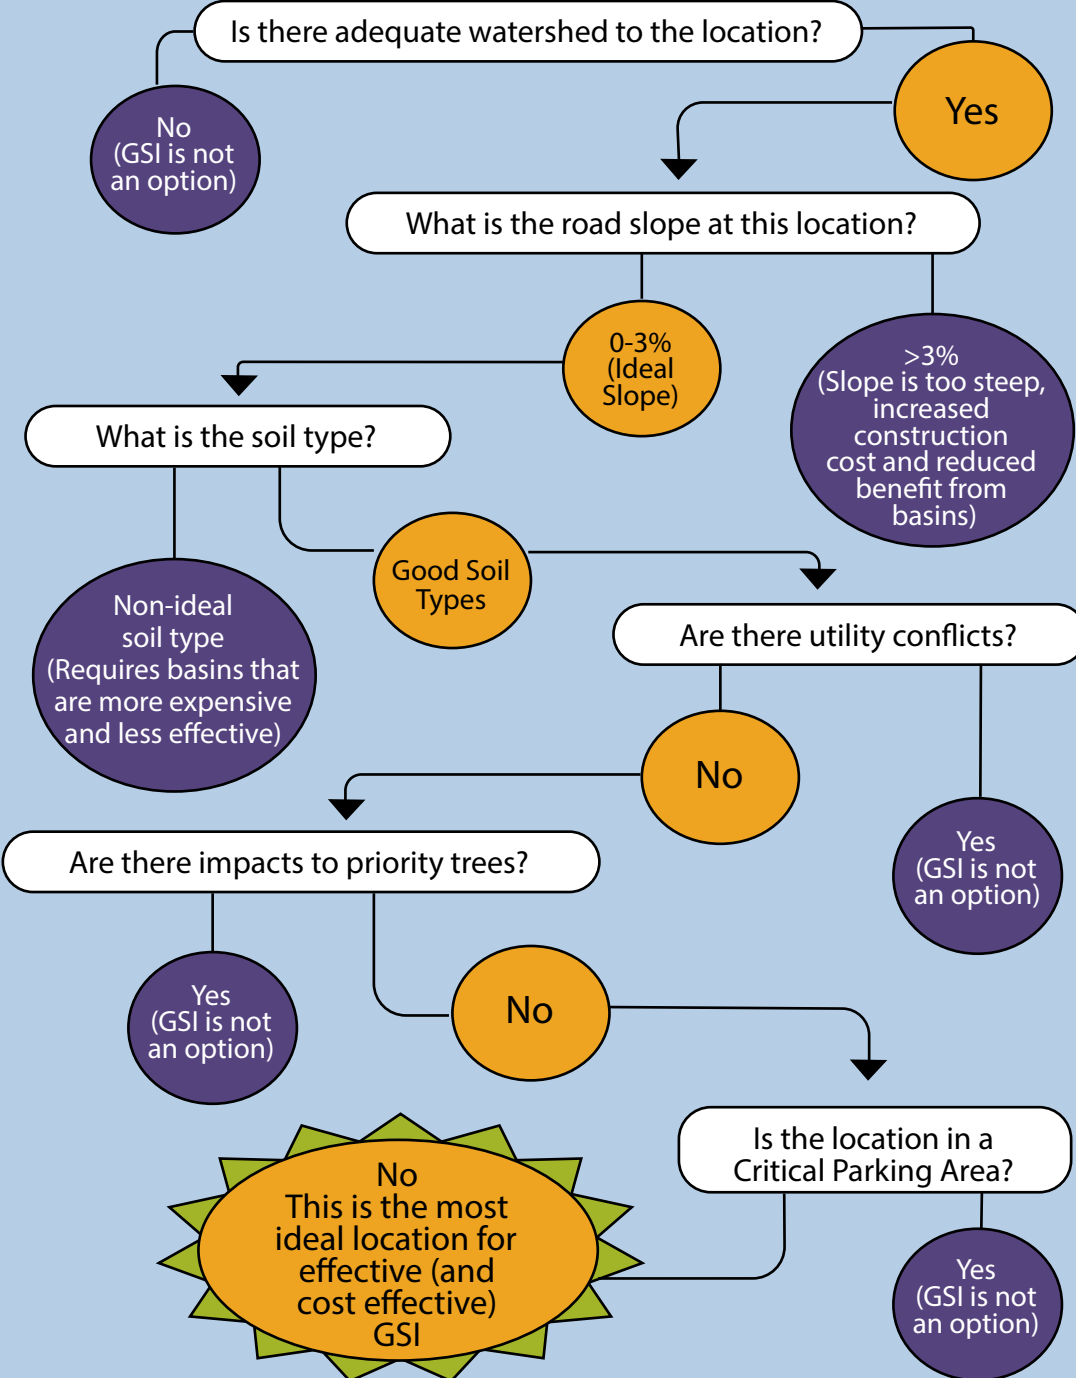 Is there adequate watershed to the location?
No
(GSI is not
an option)
Yes
What is the road slope at this location?
0-3%
(Ideal
Slope)
>3%
(Slope is too steep,
increased
construction
cost and reduced
benefit from
basins)
What is the soil type?
Non-ideal
soil type
(Requires basins that
are more expensive
and less effective)
Good Soil
Types
Are there utility conflicts?
No
Yes
(GSI is not
an option)
Are there impacts to priority trees?
Yes
(GSI is not
an option)
No
Is the location in a
Critical Parking Area?
No
This is the most
ideal location for
effective (and
cost effective)
GSI
Yes
(GSI is not
an option)